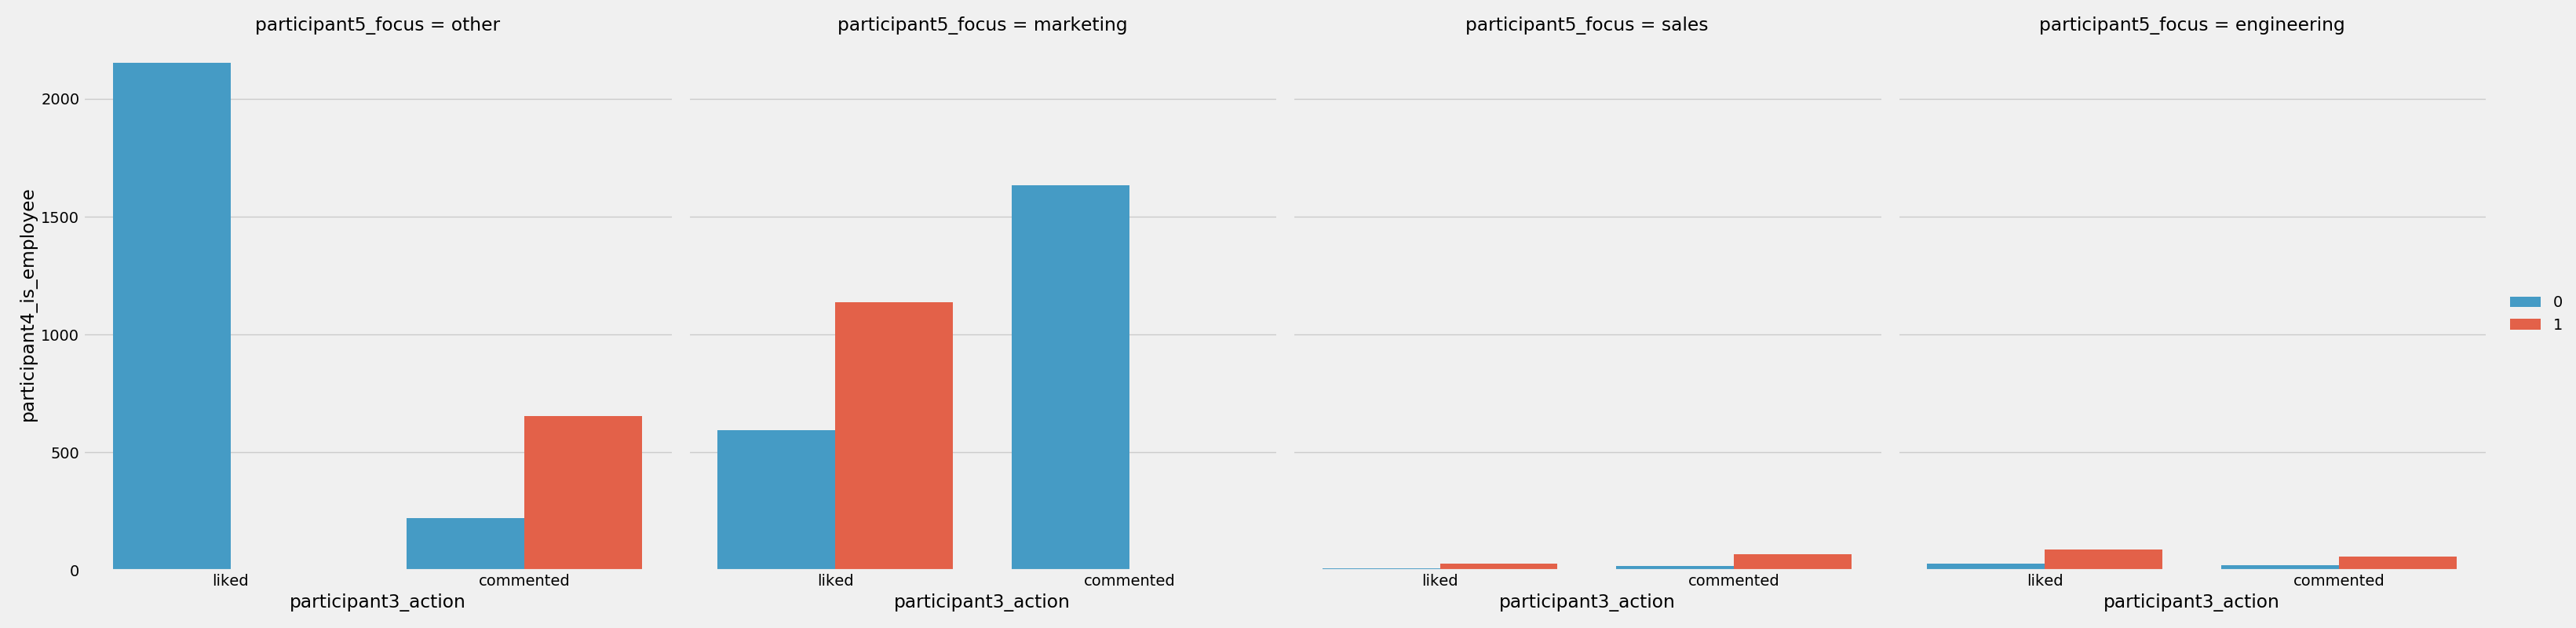 participant5_focus = other
participant5_focus = marketing
participant5_focus = sales
participant5_focus = engineering
participant4_is_employee
2000
1500
1000
500
0
liked
commented
liked
commented
liked
commented
liked
commented
participant3_action
participant3_action
participant3_action
participant3_action
0
1